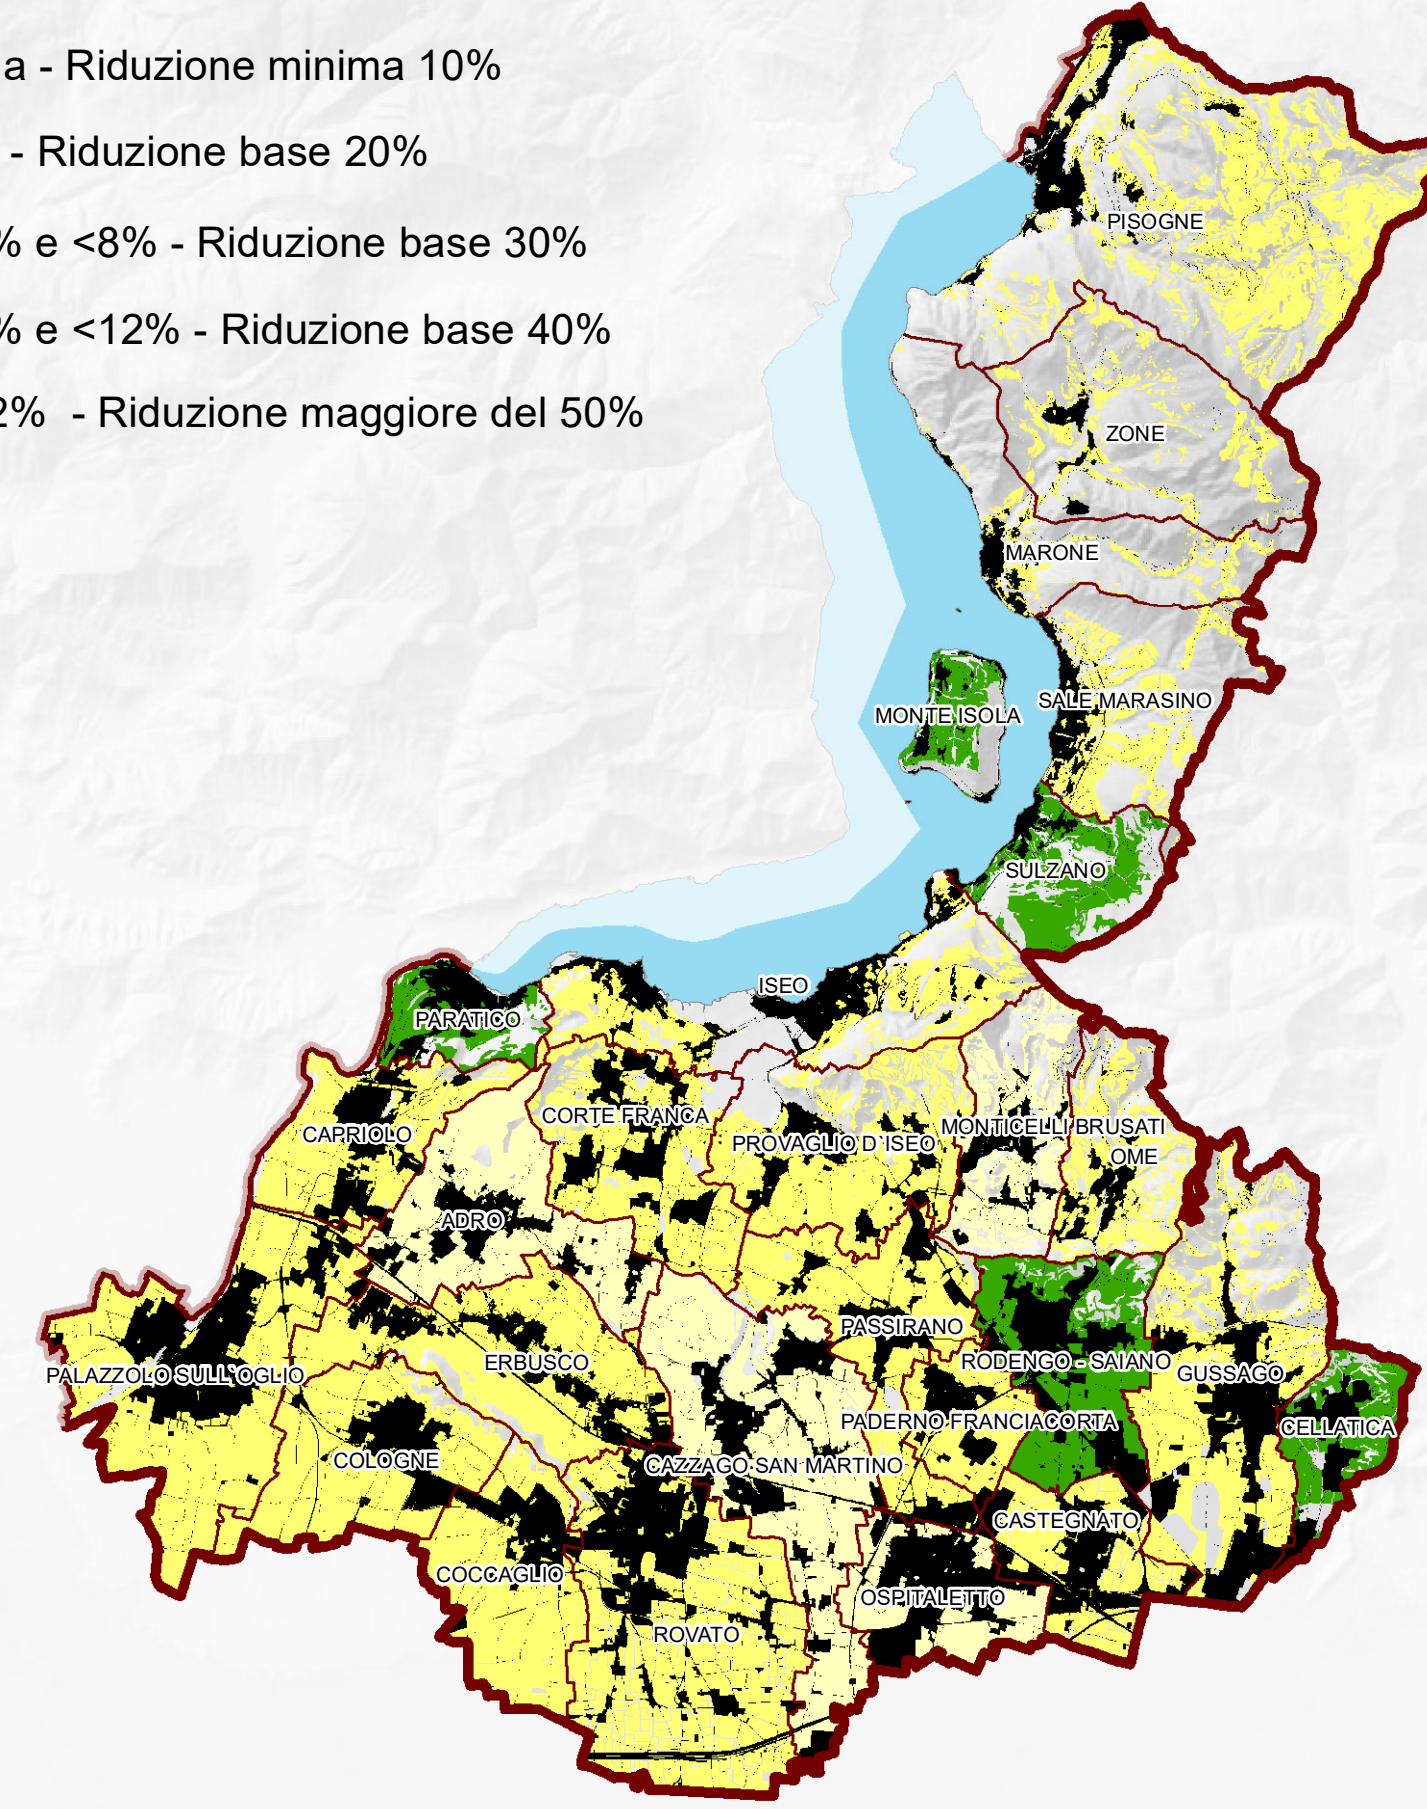 a - Riduzione minima 10%
- Riduzione base 20%
% e <8% - Riduzione base 30%
% e <12% - Riduzione base 40%
2% - Riduzione maggiore del 50%
PISOGNE
ZONE
MARONE
SALE MARASINO
MONTE ISOLA
SULZANO
ISEO
PARATICO
CORTE FRANCA
CAPRIOLO
PROVAGLIO D`ISEO
MONTICELLI BRUSATI
OME
ADRO
PASSIRANO
ERBUSCO
RODENGO - SAIANO
GUSSAGO
PALAZZOLO SULL`OGLIO
PADERNO FRANCIACORTA
CELLATICA
COLOGNE
CAZZAGO SAN MARTINO
CASTEGNATO
COCCAGLIO
OSPITALETTO
ROVATO